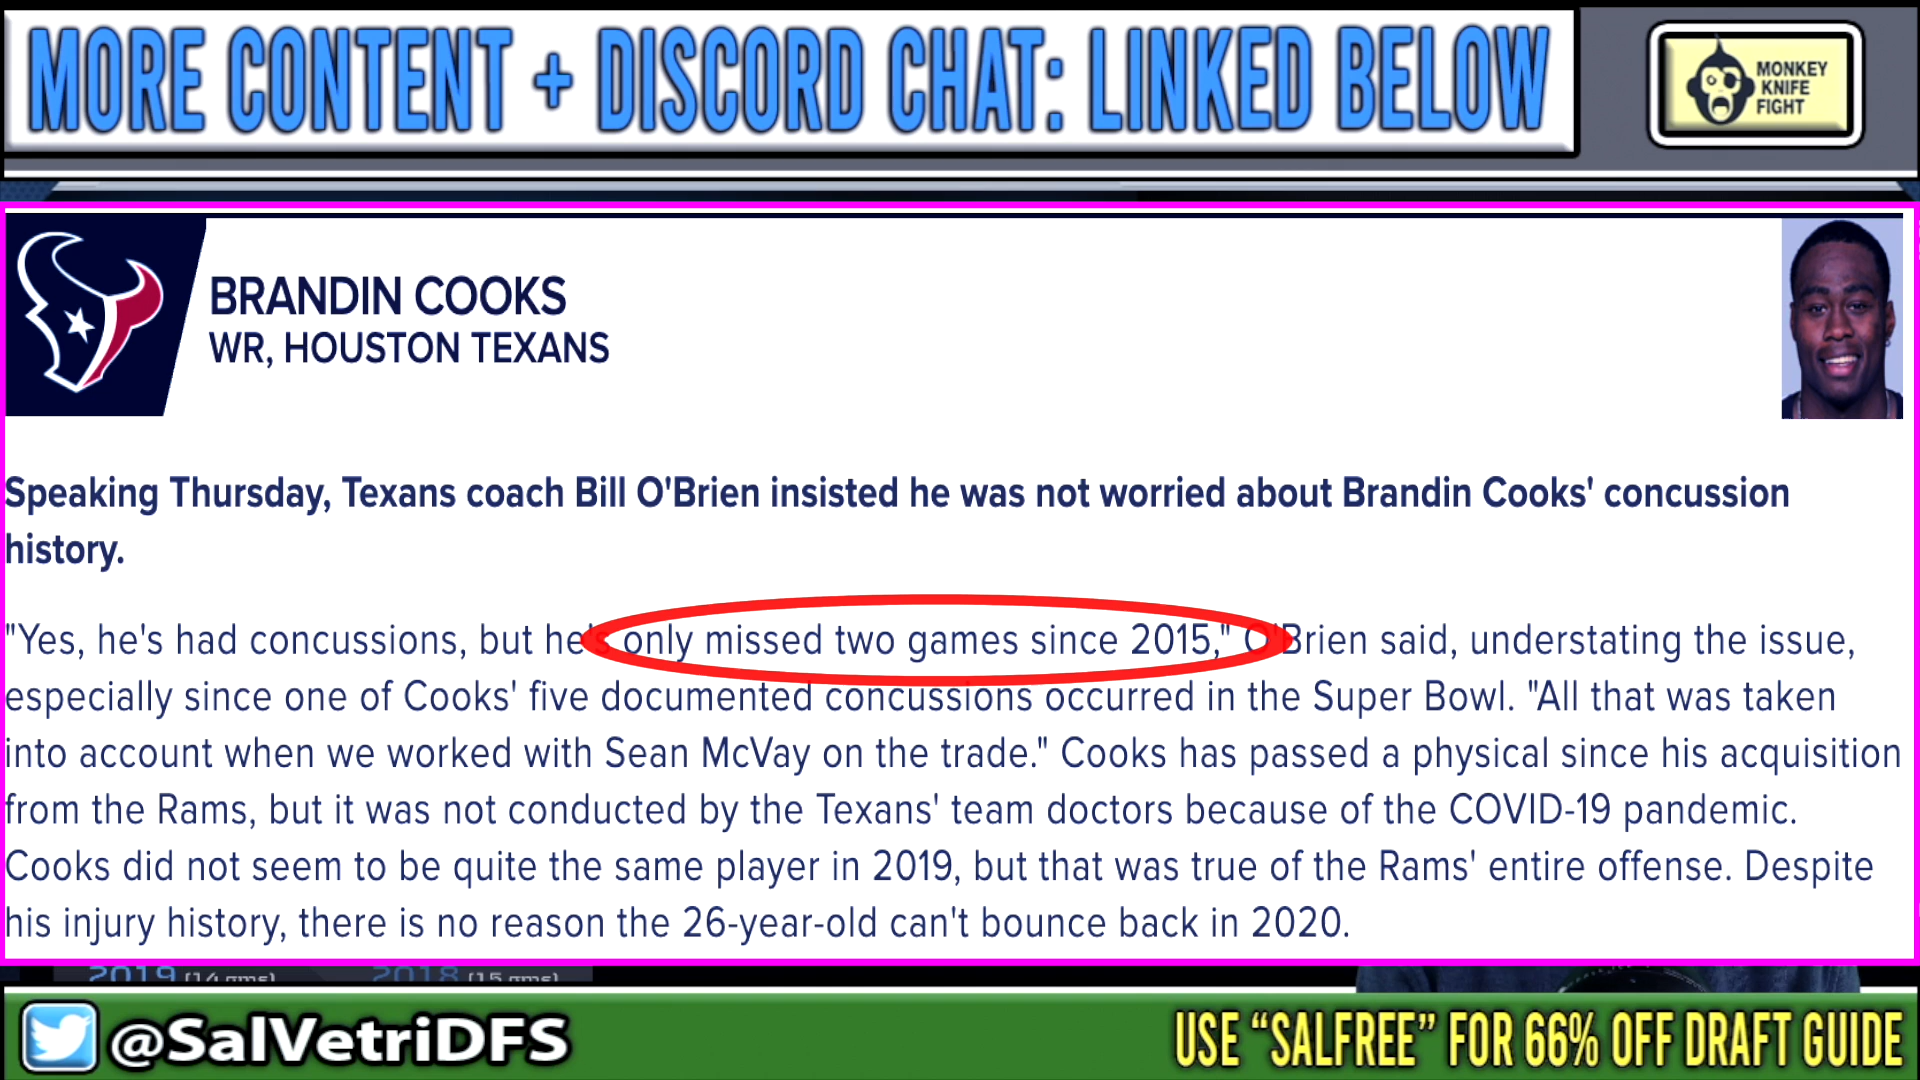 MORE CONTENT + DISCORD CHAT: LINKED BELOW
MONKEY
KNIFE
FIGHT
BRANDIN COOKS
WR, HOUSTON TEXANS
Speaking Thursday, Texans coach Bill O'Brien insisted he was not worried about Brandin Cooks' concussion
history.
"Yes, he's had concussions, but he's only missed two games since 2015," O'Brien said, understating the issue,
especially since one of Cooks' five documented concussions occurred in the Super Bowl. "All that was taken
into account when we worked with Sean McVay on the trade." Cooks has passed a physical since his acquisition
from the Rams, but it was not conducted by the Texans' team doctors because of the COVID-19 pandemic.
Cooks did not seem to be quite the same player in 2019, but that was true of the Rams' entire offense. Despite
his injury history, there is no reason the 26-year-old can't bounce back in 2020.
2019 (14 gms) 2018 (15 gms)
@SalVetriDFS
USE “SALFREE” FOR 66% OFF DRAFT GUIDE